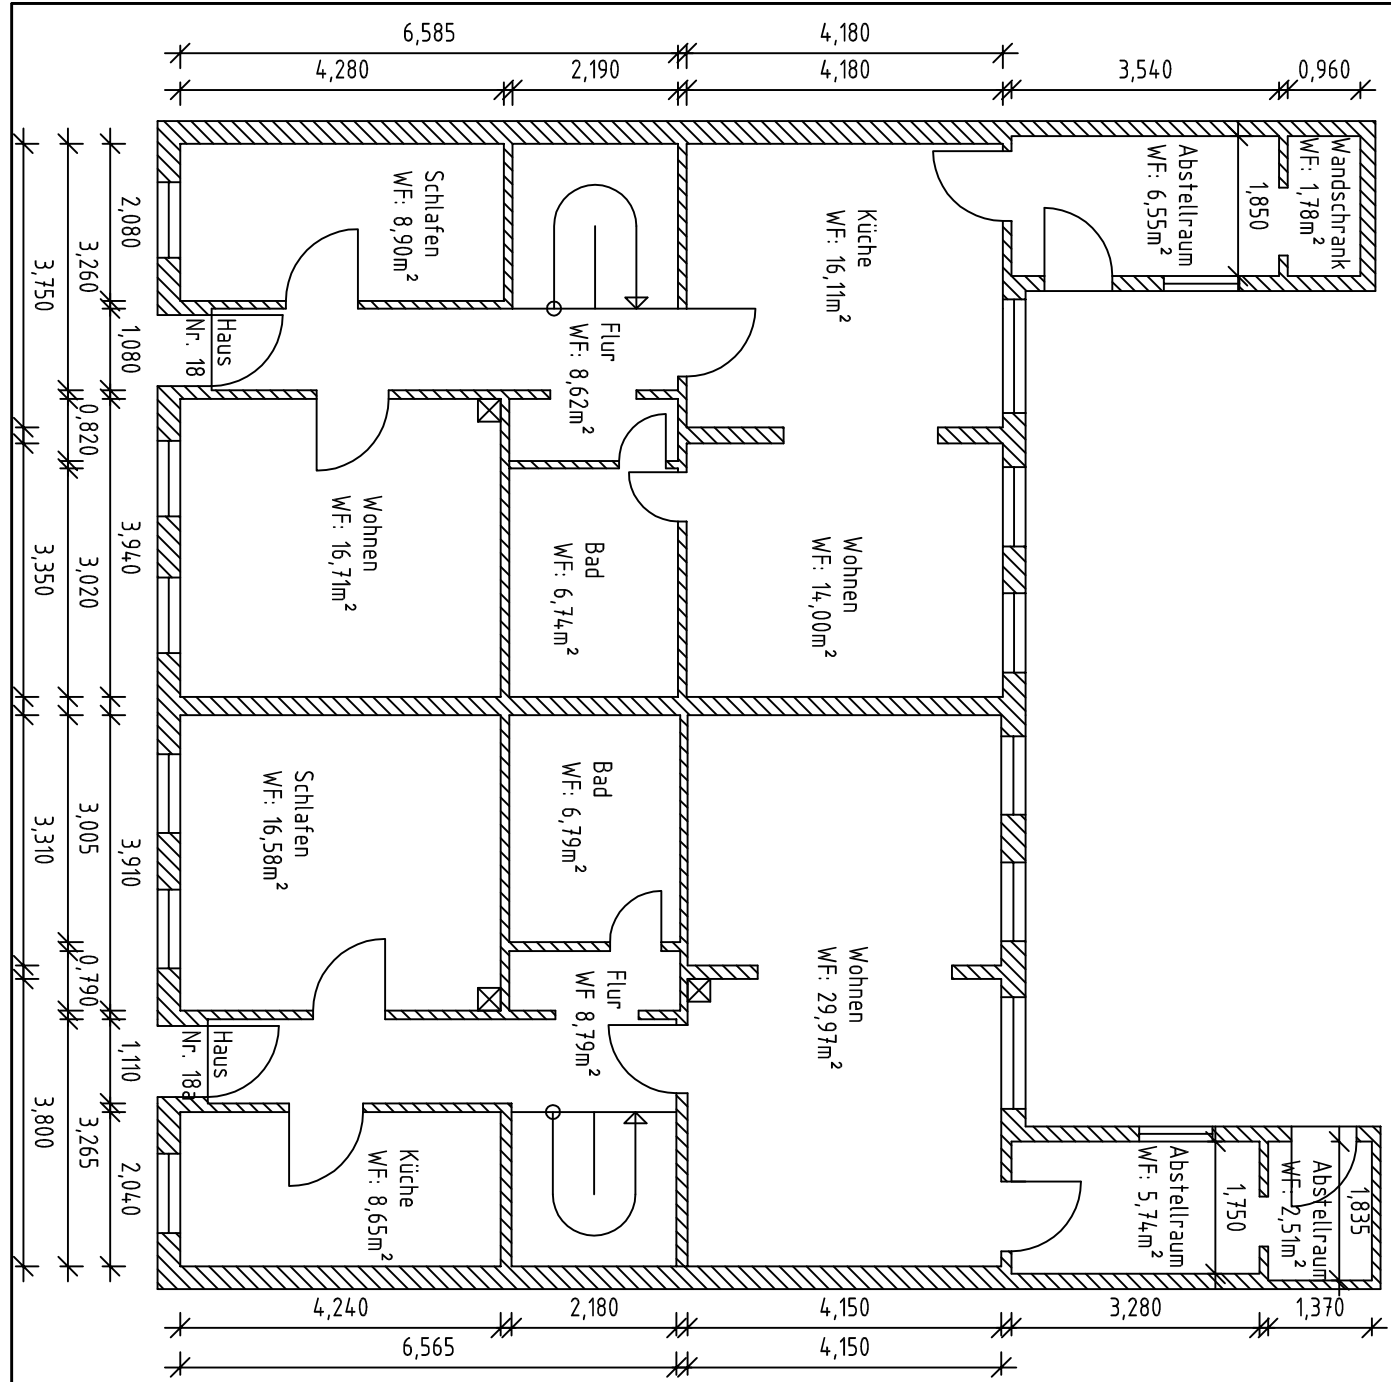 6,585
4,180
4,280
2,190
4,180
3,540
0,960
Schlafen
WF: 8,90m²
Küche
WF: 16,11m²
Abstellraum
WF: 6,55m²
1,850
Wandschrank
WF: 1,78m²
Haus
Nr. 18
Flur
WF: 8,62m²
Wohnen
WF: 16,71m²
Bad
WF: 6,74m²
Wohnen
WF: 14,00m²
Schlafen
WF: 16,58m²
Bad
WF: 6,79m²
Wohnen
WF: 29,97m²
Flur
WF 8,79m²
Haus
Nr. 18a
Küche
WF: 8,65m²
Abstellraum
WF: 5,74m²
1,750
Abstellraum
WF: 2,51m²
1,835
2,080
1,080
3,940
3,910
1,110
2,040
3,260
0,820
3,020
3,005
0,790
3,265
3,750
3,350
3,310
3,800
4,240
2,180
4,150
3,280
1,370
6,565
4,150